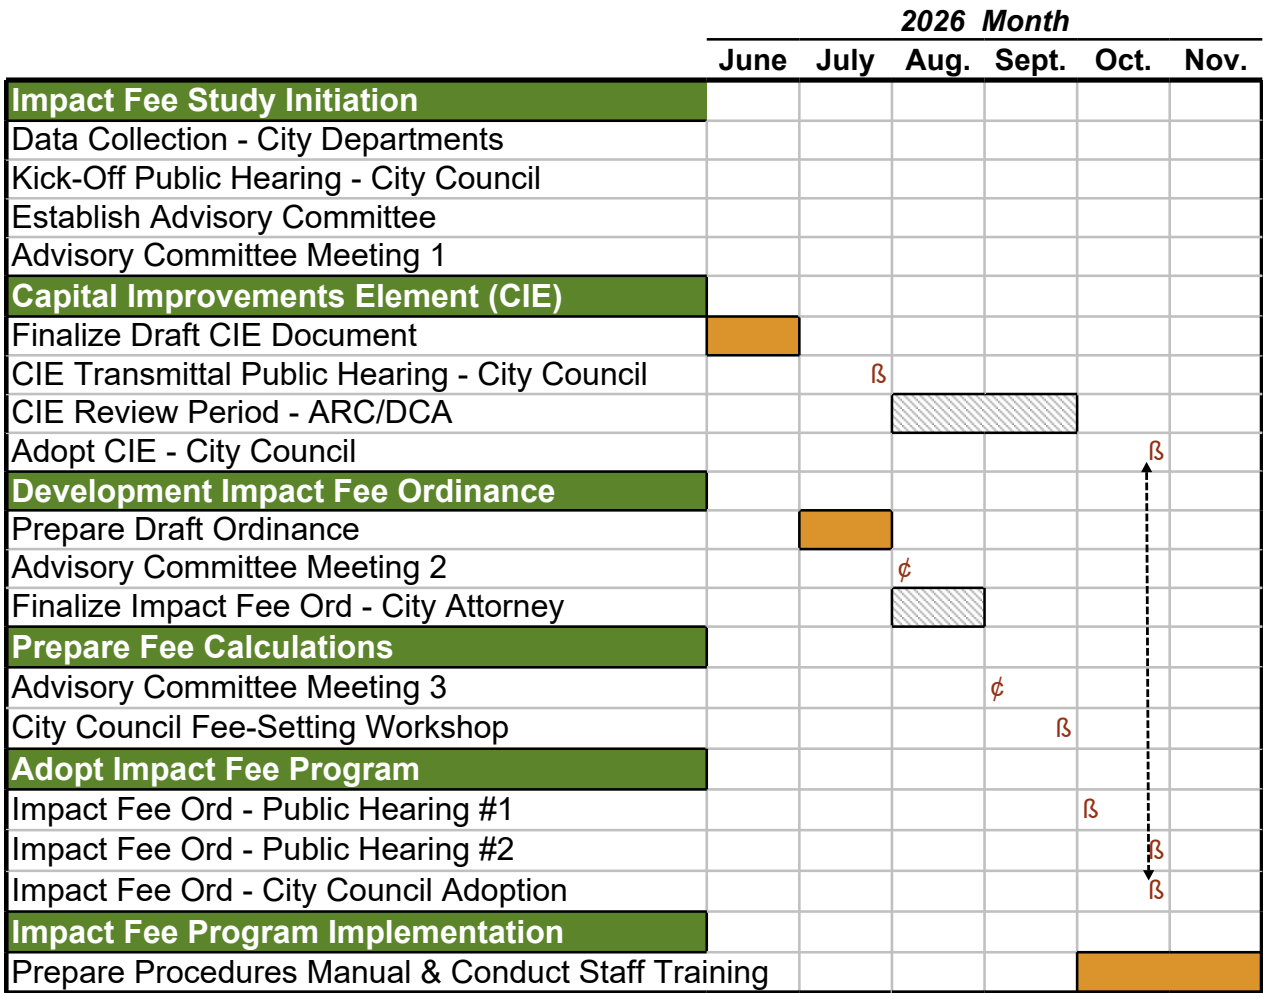 2026 Month
June July Aug. Sept. Oct. Nov.
Impact Fee Study Initiation
Data Collection - City Departments
Kick-Off Public Hearing - City Council
Establish Advisory Committee
Advisory Committee Meeting 1
Capital Improvements Element (CIE)
Finalize Draft CIE Document
CIE Transmittal Public Hearing - City Council ß
CIE Review Period - ARC/DCA
Adopt CIE - City Council ß
Development Impact Fee Ordinance
Prepare Draft Ordinance
Advisory Committee Meeting 2 ¢
Finalize Impact Fee Ord - City Attorney
Prepare Fee Calculations
Advisory Committee Meeting 3 ¢
City Council Fee-Setting Workshop ß
Adopt Impact Fee Program
Impact Fee Ord - Public Hearing #1 ß
Impact Fee Ord - Public Hearing #2 ß
Impact Fee Ord - City Council Adoption ß
Impact Fee Program Implementation
Prepare Procedures Manual & Conduct Staff Training